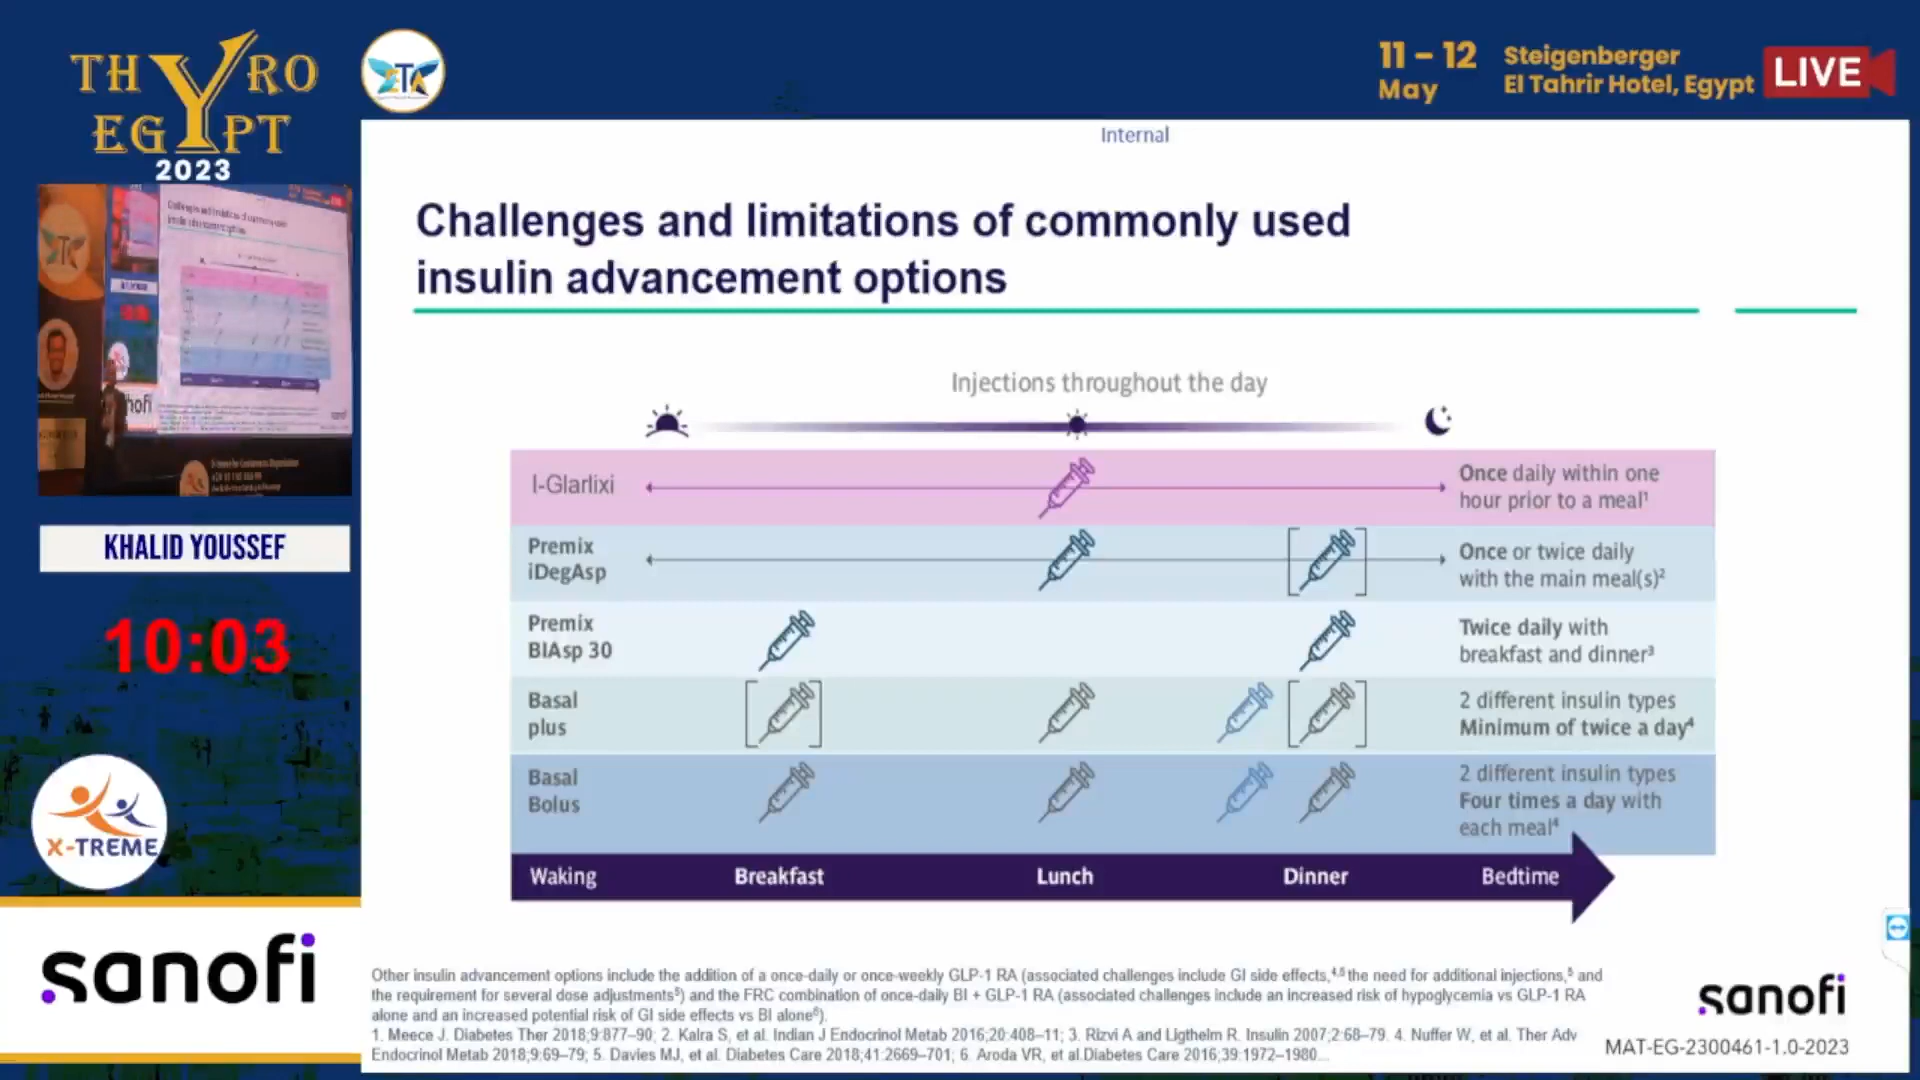 THYRO
EGYPT
2023
ETA
11 – 12
May
Steigenberger
El Tahrir Hotel, Egypt
LIVE
Internal
Challenges and limitations of commonly used
insulin advancement options
Injections throughout the day
I-Glarlixi
Once daily within one
hour prior to a meal¹
Premix
iDegAsp
Once or twice daily
with the main meal(s)²
Premix
BIAsp 30
Twice daily with
breakfast and dinner³
Basal
plus
2 different insulin types
Minimum of twice a day⁴
Basal
Bolus
2 different insulin types
Four times a day with
each meal⁴
Waking Breakfast Lunch Dinner Bedtime
KHALID YOUSSEF
10:03
X-TREME
sanofi
Other insulin advancement options include the addition of a once-daily or once-weekly GLP-1 RA (associated challenges include GI side effects,⁴,⁵ the need for additional injections,⁵ and
the requirement for several dose adjustments⁵) and the FRC combination of once-daily BI + GLP-1 RA (associated challenges include an increased risk of hypoglycemia vs GLP-1 RA
alone and an increased potential risk of GI side effects vs BI alone⁶).
1. Meece J. Diabetes Ther 2018;9:877–90; 2. Kalra S, et al. Indian J Endocrinol Metab 2016;20:408–11; 3. Rizvi A and Ligthelm R. Insulin 2007;2:68–79. 4. Nuffer W, et al. Ther Adv
Endocrinol Metab 2018;9:69–79; 5. Davies MJ, et al. Diabetes Care 2018;41:2669–701; 6. Aroda VR, et al.Diabetes Care 2016;39:1972–1980...
sanofi
MAT-EG-2300461-1.0-2023